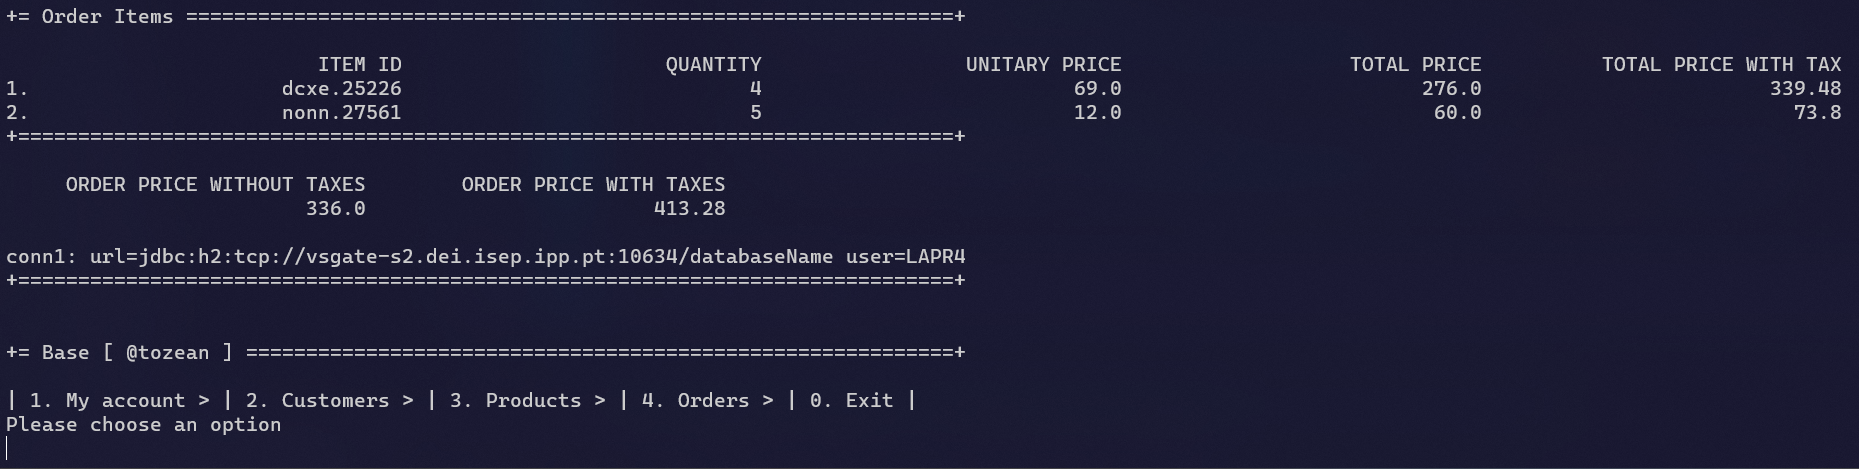 += Order Items ================================================================+
ITEM ID QUANTITY UNITARY PRICE TOTAL PRICE TOTAL PRICE WITH TAX
1. dcxe.25226 4 69.0 276.0 339.48
2. nonn.27561 5 12.0 60.0 73.8
+==============================================================================+
ORDER PRICE WITHOUT TAXES ORDER PRICE WITH TAXES
336.0 413.28
conn1: url=jdbc:h2:tcp://vsgate-s2.dei.isep.ipp.pt:10634/databaseName user=LAPR4
+==============================================================================+
+= Base [ @tozean ] ===========================================================+
| 1. My account > | 2. Customers > | 3. Products > | 4. Orders > | 0. Exit |
Please choose an option